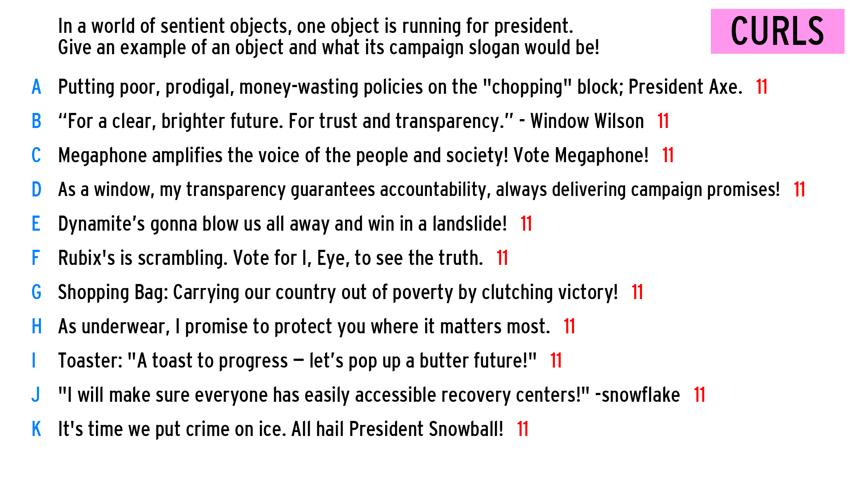 In a world of sentient objects, one object is running for president.
Give an example of an object and what its campaign slogan would be!
CURLS
A Putting poor, prodigal, money-wasting policies on the "chopping" block; President Axe. 11
B “For a clear, brighter future. For trust and transparency.” - Window Wilson 11
C Megaphone amplifies the voice of the people and society! Vote Megaphone! 11
D As a window, my transparency guarantees accountability, always delivering campaign promises! 11
E Dynamite’s gonna blow us all away and win in a landslide! 11
F Rubix's is scrambling. Vote for I, Eye, to see the truth. 11
G Shopping Bag: Carrying our country out of poverty by clutching victory! 11
H As underwear, I promise to protect you where it matters most. 11
I Toaster: "A toast to progress – let’s pop up a butter future!" 11
J "I will make sure everyone has easily accessible recovery centers!" -snowflake 11
K It's time we put crime on ice. All hail President Snowball! 11